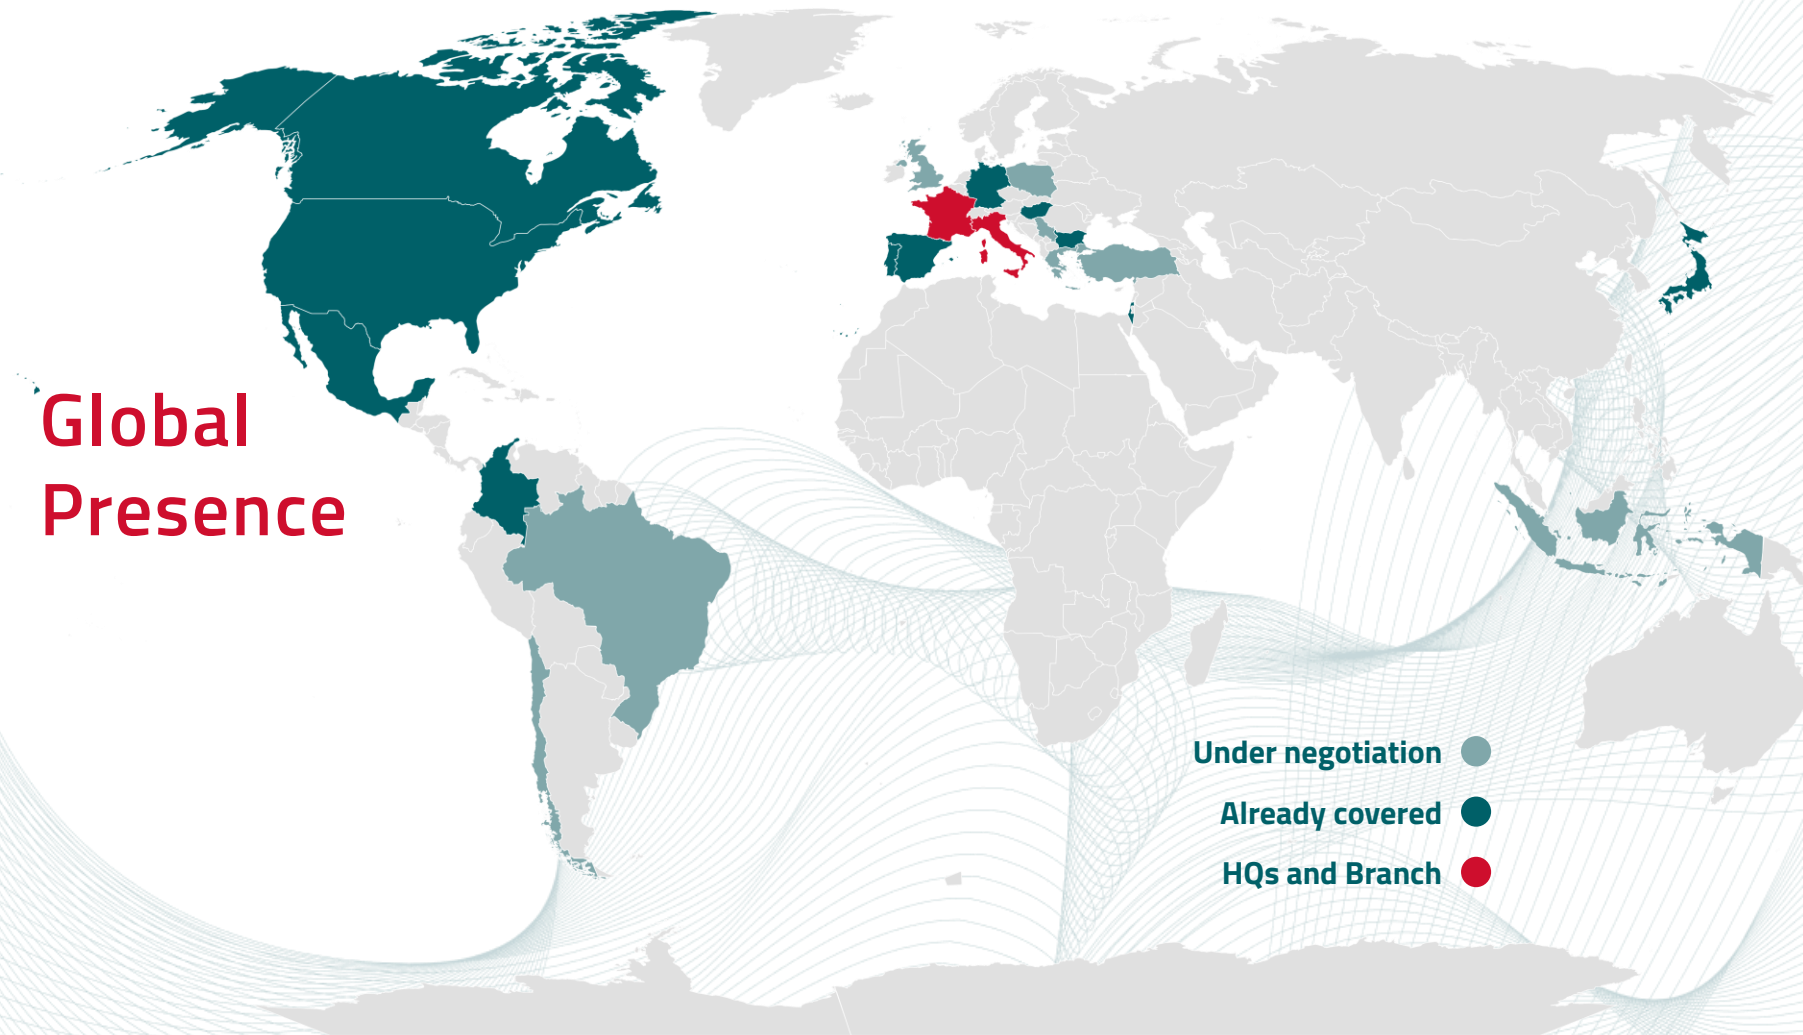 Global
Presence
Under negotiation
Already covered
HQs and Branch